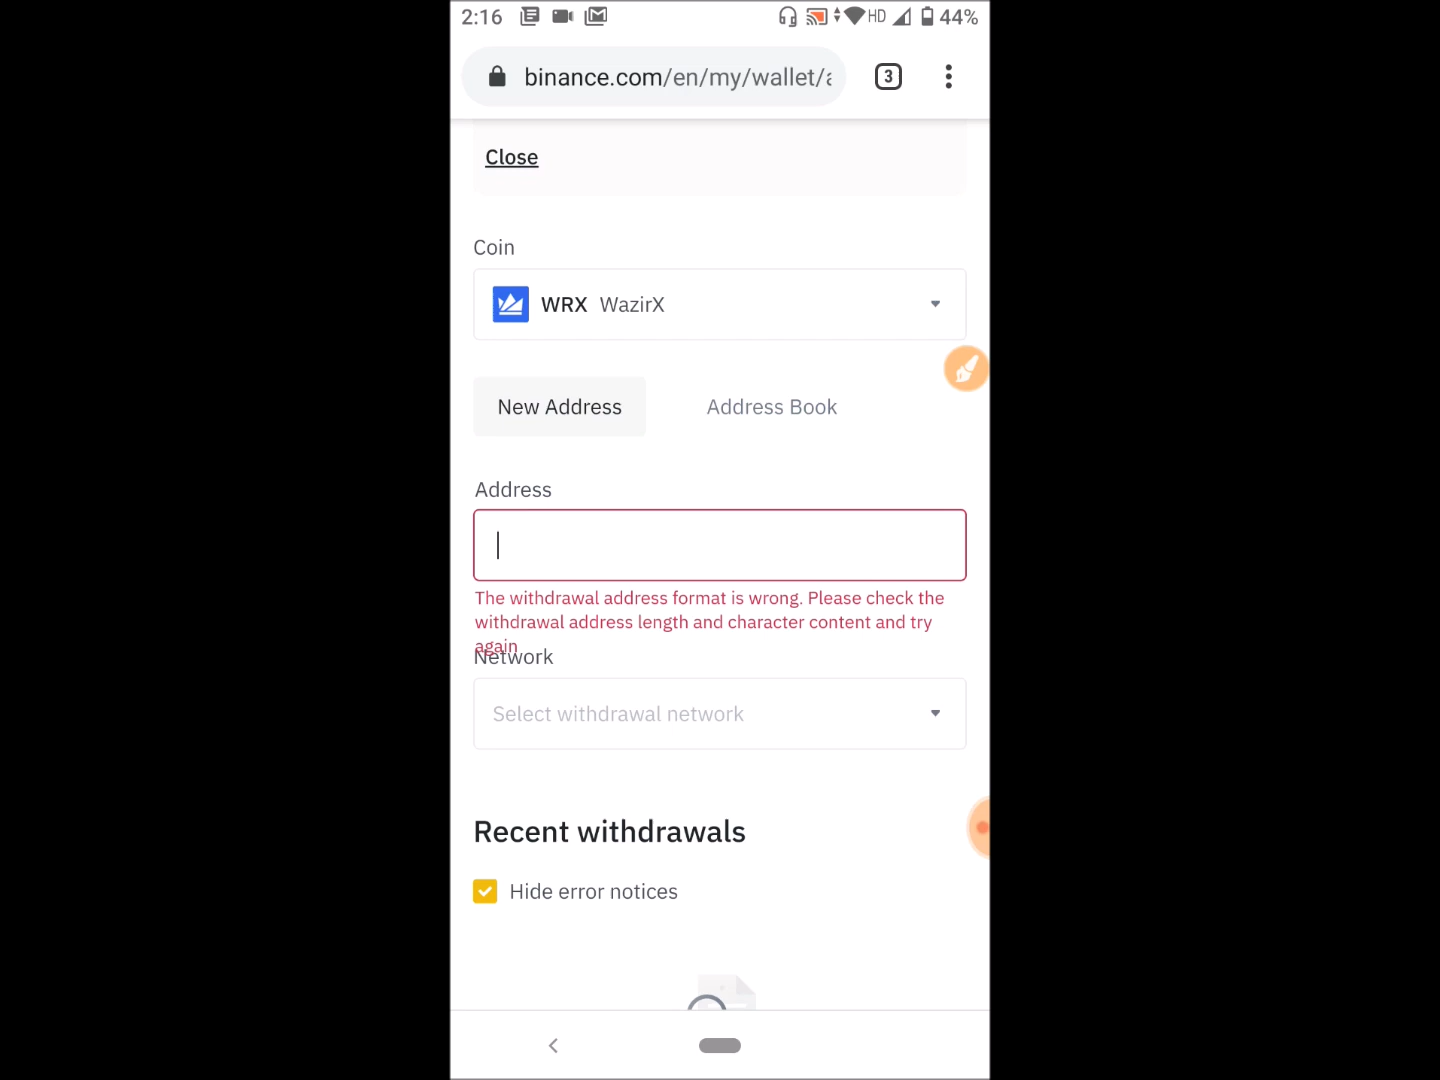 2:16
HD
44%
binance.com/en/my/wallet/
3
Close
Coin
WRX WazirX
New Address
Address Book
Address
The withdrawal address format is wrong. Please check the
withdrawal address length and character content and try
again
Network
Select withdrawal network
Recent withdrawals
Hide error notices